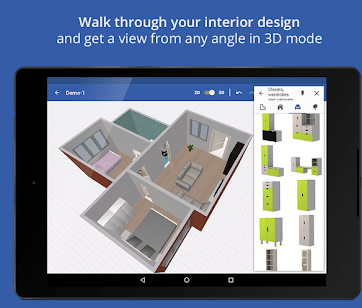 Walk through your interior design
and get a view from any angle in 3D mode
Demo-1
2D
3D
Closets,
wardrobes